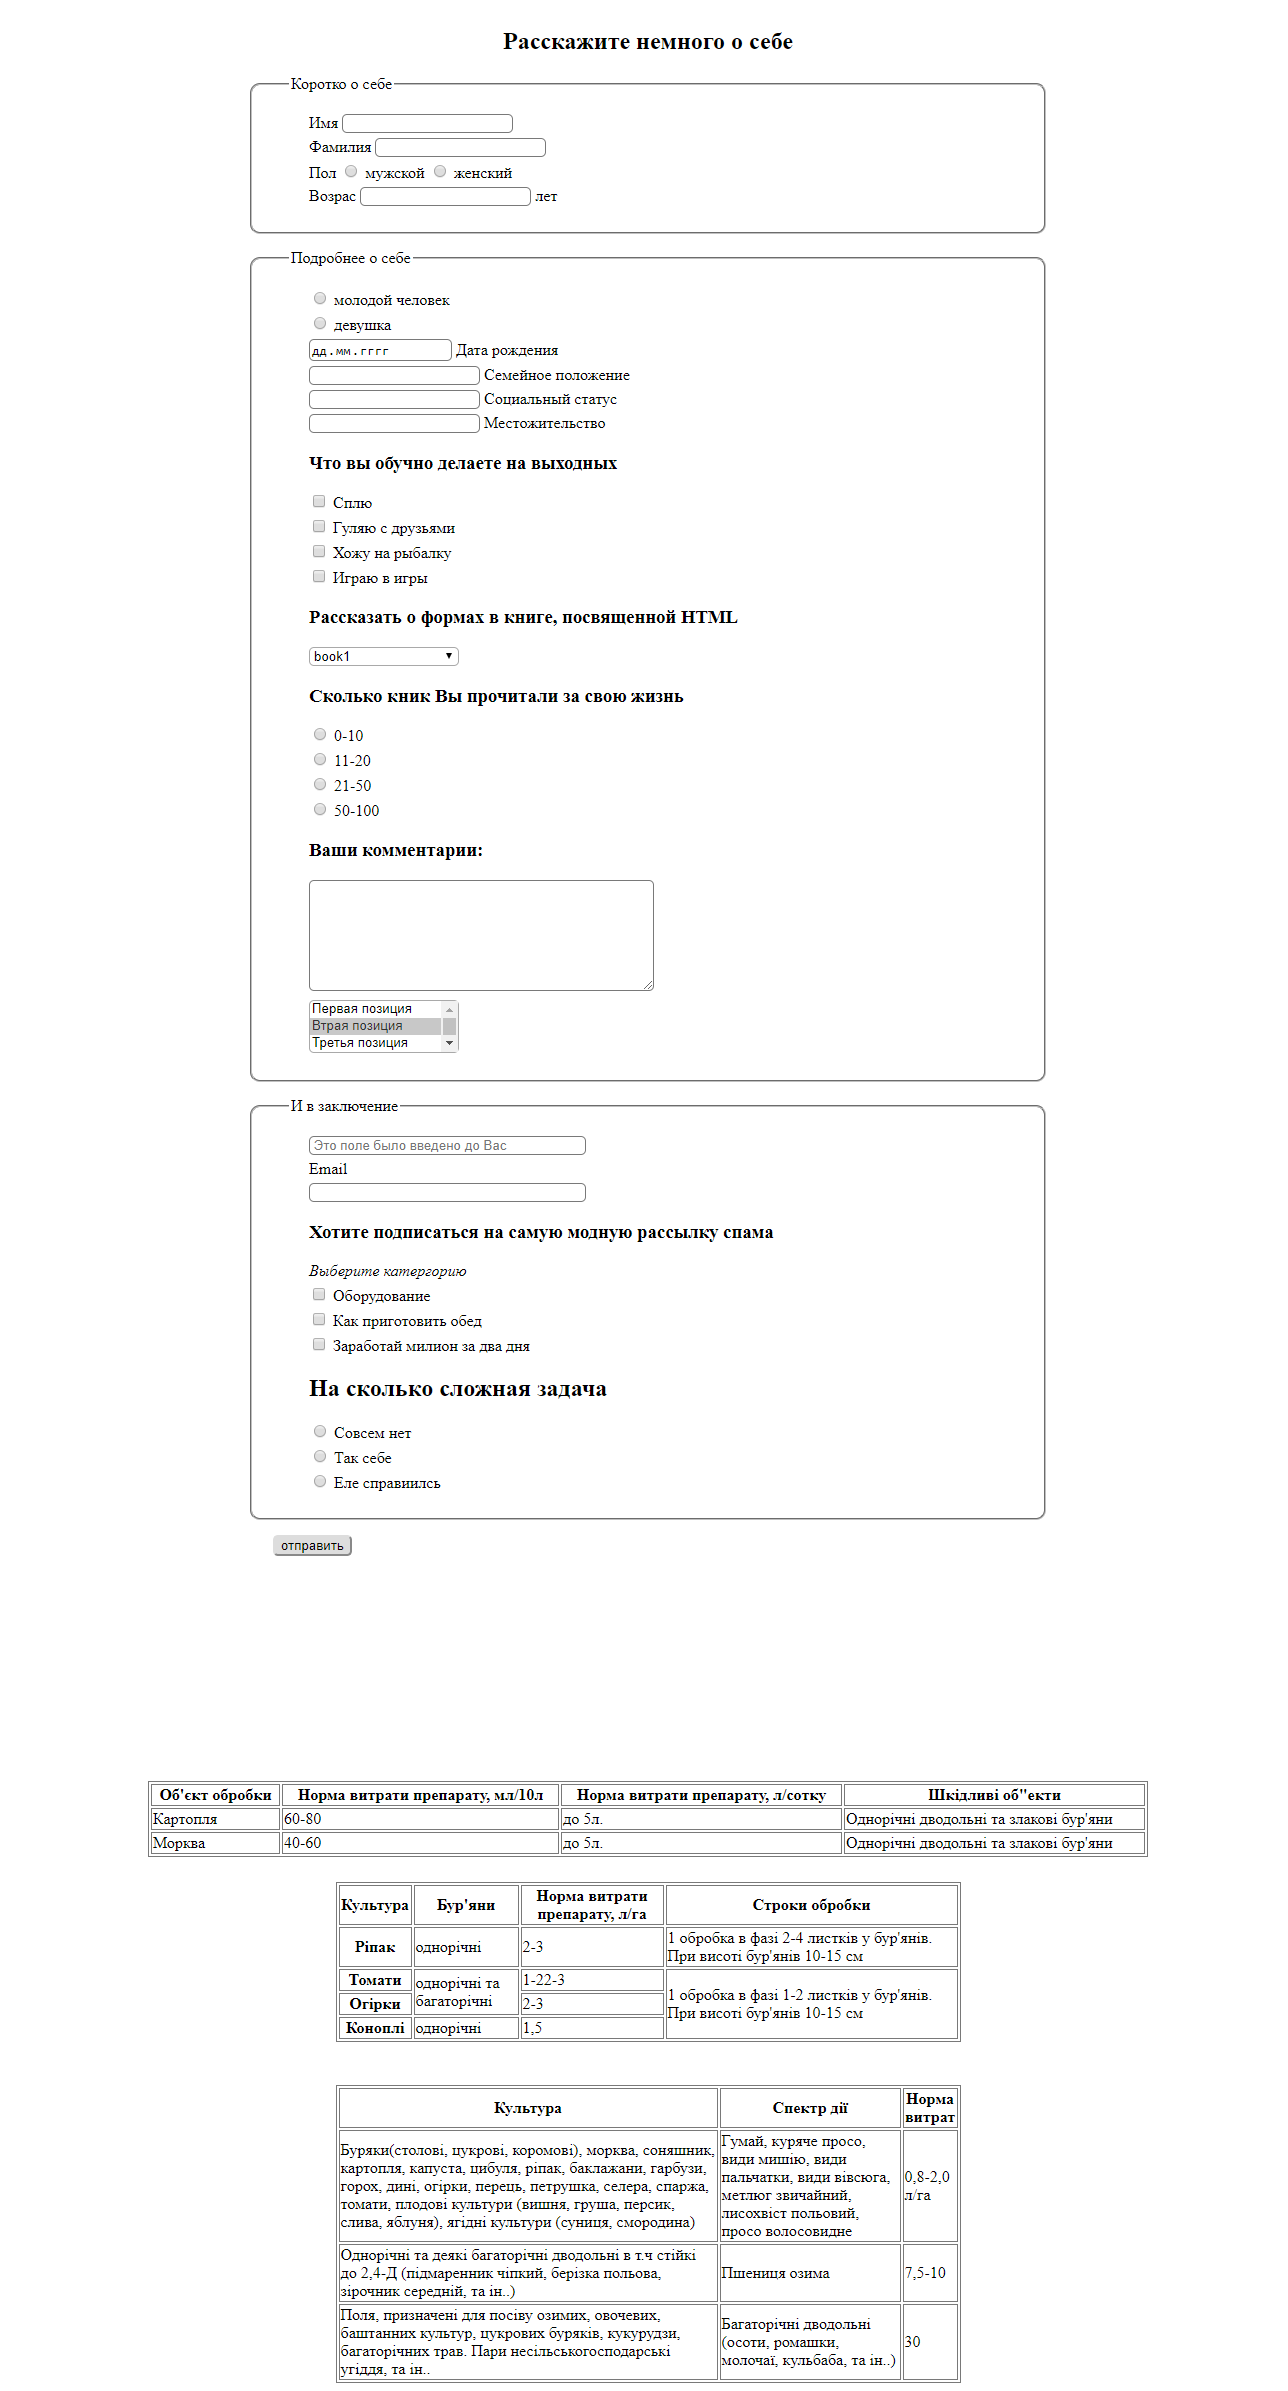 Расскажите немного о себе
Коротко о себе
Имя
Фамилия
Пол мужской женский
Возрас лет
Подробнее о себе
молодой человек
девушка
дд.мм.гггг Дата рождения
Семейное положение
Социальный статус
Местожительство
Что вы обучно делаете на выходных
Сплю
Гуляю с друзьями
Хожу на рыбалку
Играю в игры
Рассказать о формах в книге, посвященной HTML
book1
Сколько кник Вы прочитали за свою жизнь
0-10
11-20
21-50
50-100
Ваши комментарии:
Первая позиция
Втрая позиция
Третья позиция
И в заключение
Это поле было введено до Вас
Email
Хотите подписаться на самую модную рассылку спама
Выберите катергорию
Оборудование
Как приготовить обед
Заработай милион за два дня
На сколько сложная задача
Совсем нет
Так себе
Еле справиилсь
отправить
Об'єкт обробки Норма витрати препарату, мл/10л Норма витрати препарату, л/сотку Шкідливі об"екти
Картопля 60-80 до 5л. Однорічні дводольні та злакові бур'яни
Морква 40-60 до 5л. Однорічні дводольні та злакові бур'яни
Культура Бур'яни Норма витрати препарату, л/га Строки обробки
Ріпак однорічні 2-3 1 обробка в фазі 2-4 листків у бур'янів.
При висоті бур'янів 10-15 см
Томати однорічні та багаторічні 1-22-3 1 обробка в фазі 1-2 листків у бур'янів.
При висоті бур'янів 10-15 см
Огірки 2-3
Коноплі однорічні 1,5
Культура Спектр дії Норма витрат
Буряки(столові, цукрові, коромові), морква, соняшник,
картопля, капуста, цибуля, ріпак, баклажани, гарбузи,
горох, дині, огірки, перець, петрушка, селера, спаржа,
томати, плодові культури (вишня, груша, персик,
слива, яблуня), ягідні культури (суниця, смородина)
Гумай, куряче просо,
види мишію, види
пальчатки, види вівсюга,
метлюг звичайний,
лисохвіст польовий,
просо волосовидне
0,8-2,0
л/га
Однорічні та деякі багаторічні дводольні в т.ч стійкі
до 2,4-Д (підмаренник чіпкий, берізка польова,
зірочник середній, та ін..)
Пшениця озима
7,5-10
Поля, призначені для посіву озимих, овочевих,
баштанних культур, цукрових буряків, кукурудзи,
багаторічних трав. Пари несільськогосподарські
угіддя, та ін..
Багаторічні дводольні
(осоти, ромашки,
молочаї, кульбаба, та ін..)
30